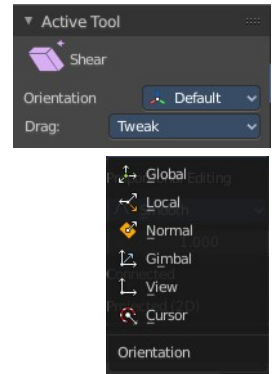 Active Tool
Shear
Orientation Default
Drag: Tweak
Global
Local
Normal
Gimbal
View
Cursor
Orientation